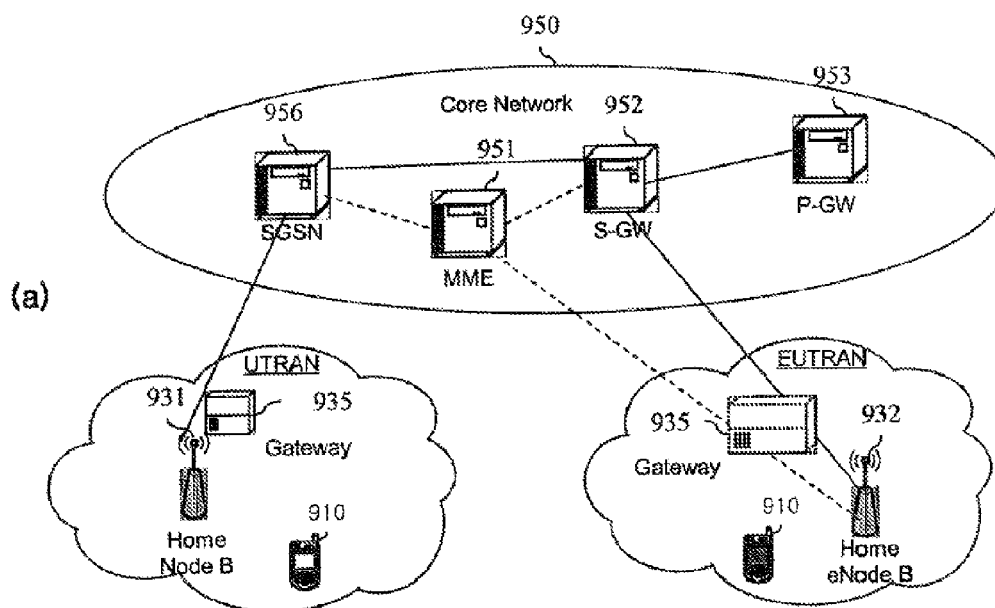 950
953
Core Network
956
952
951
P-GW
SGSN
S-GW
MME
(a)
UTRAN
EUTRAN
931
935
935
932
Gateway
Gateway
910
910
Home
Node B
Home
eNode B